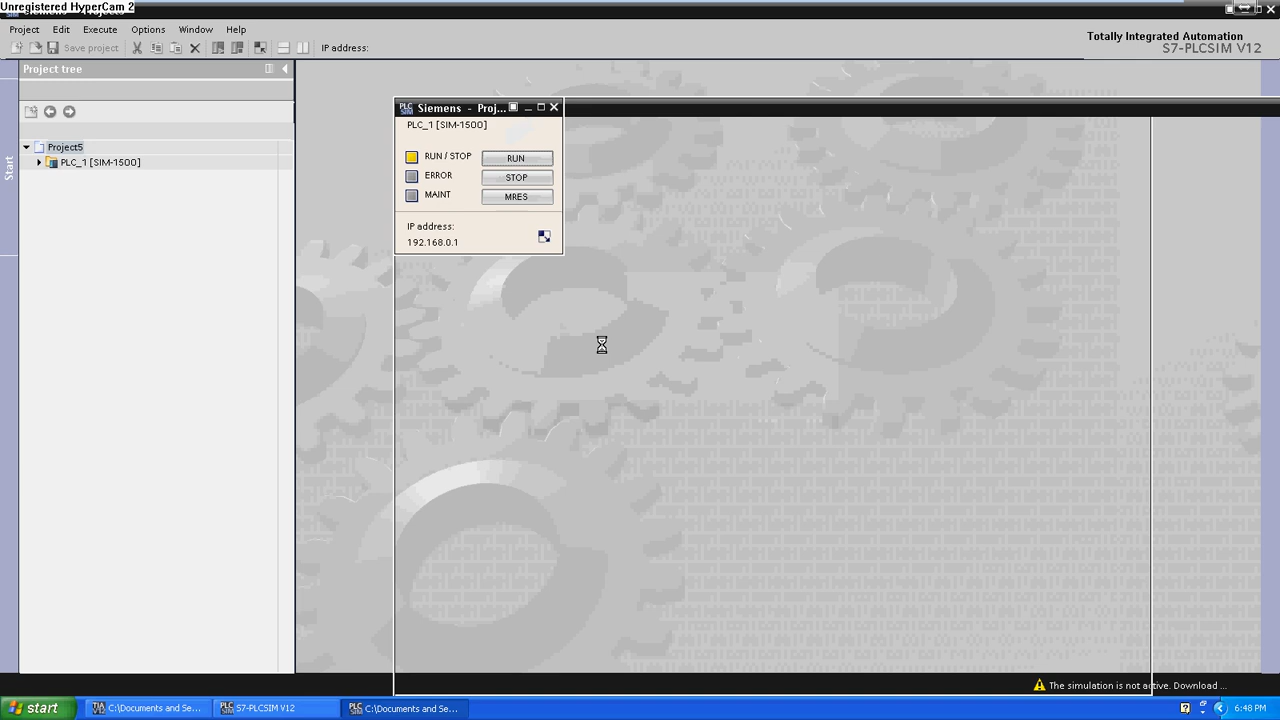 Unregistered HyperCam 2
Project Edit Execute Options Window Help
Save project
IP address:
Totally Integrated Automation
S7-PLCSIM V12
Project tree
Start
Project5
PLC_1 [SIM-1500]
PLC SIM
Siemens - Proj...
PLC_1 [SIM-1500]
RUN / STOP
RUN
ERROR
STOP
MAINT
MRES
IP address:
192.168.0.1
The simulation is not active. Download ...
start
C:\Documents and Se...
S7-PLCSIM V12
C:\Documents and Se...
6:48 PM